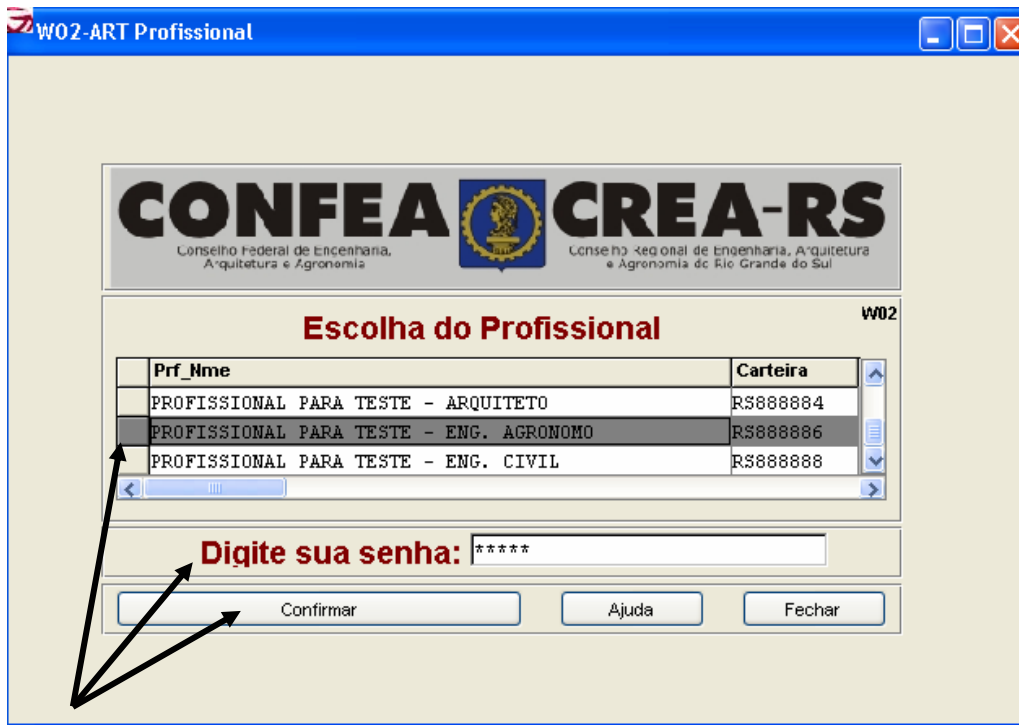 W02-ART Profissional
CONFEA CREA-RS
Conselho Federal de Engenharia, Arquitetura e Agronomia
Conselho Regional de Engenharia, Arquitetura e Agronomia do Rio Grande do Sul
W02
Escolha do Profissional
Prf_Nme Carteira
PROFISSIONAL PARA TESTE - ARQUITETO RS888884
PROFISSIONAL PARA TESTE - ENG. AGRONOMO RS888886
PROFISSIONAL PARA TESTE - ENG. CIVIL RS888888
Digite sua senha: *****
Confirmar Ajuda Fechar